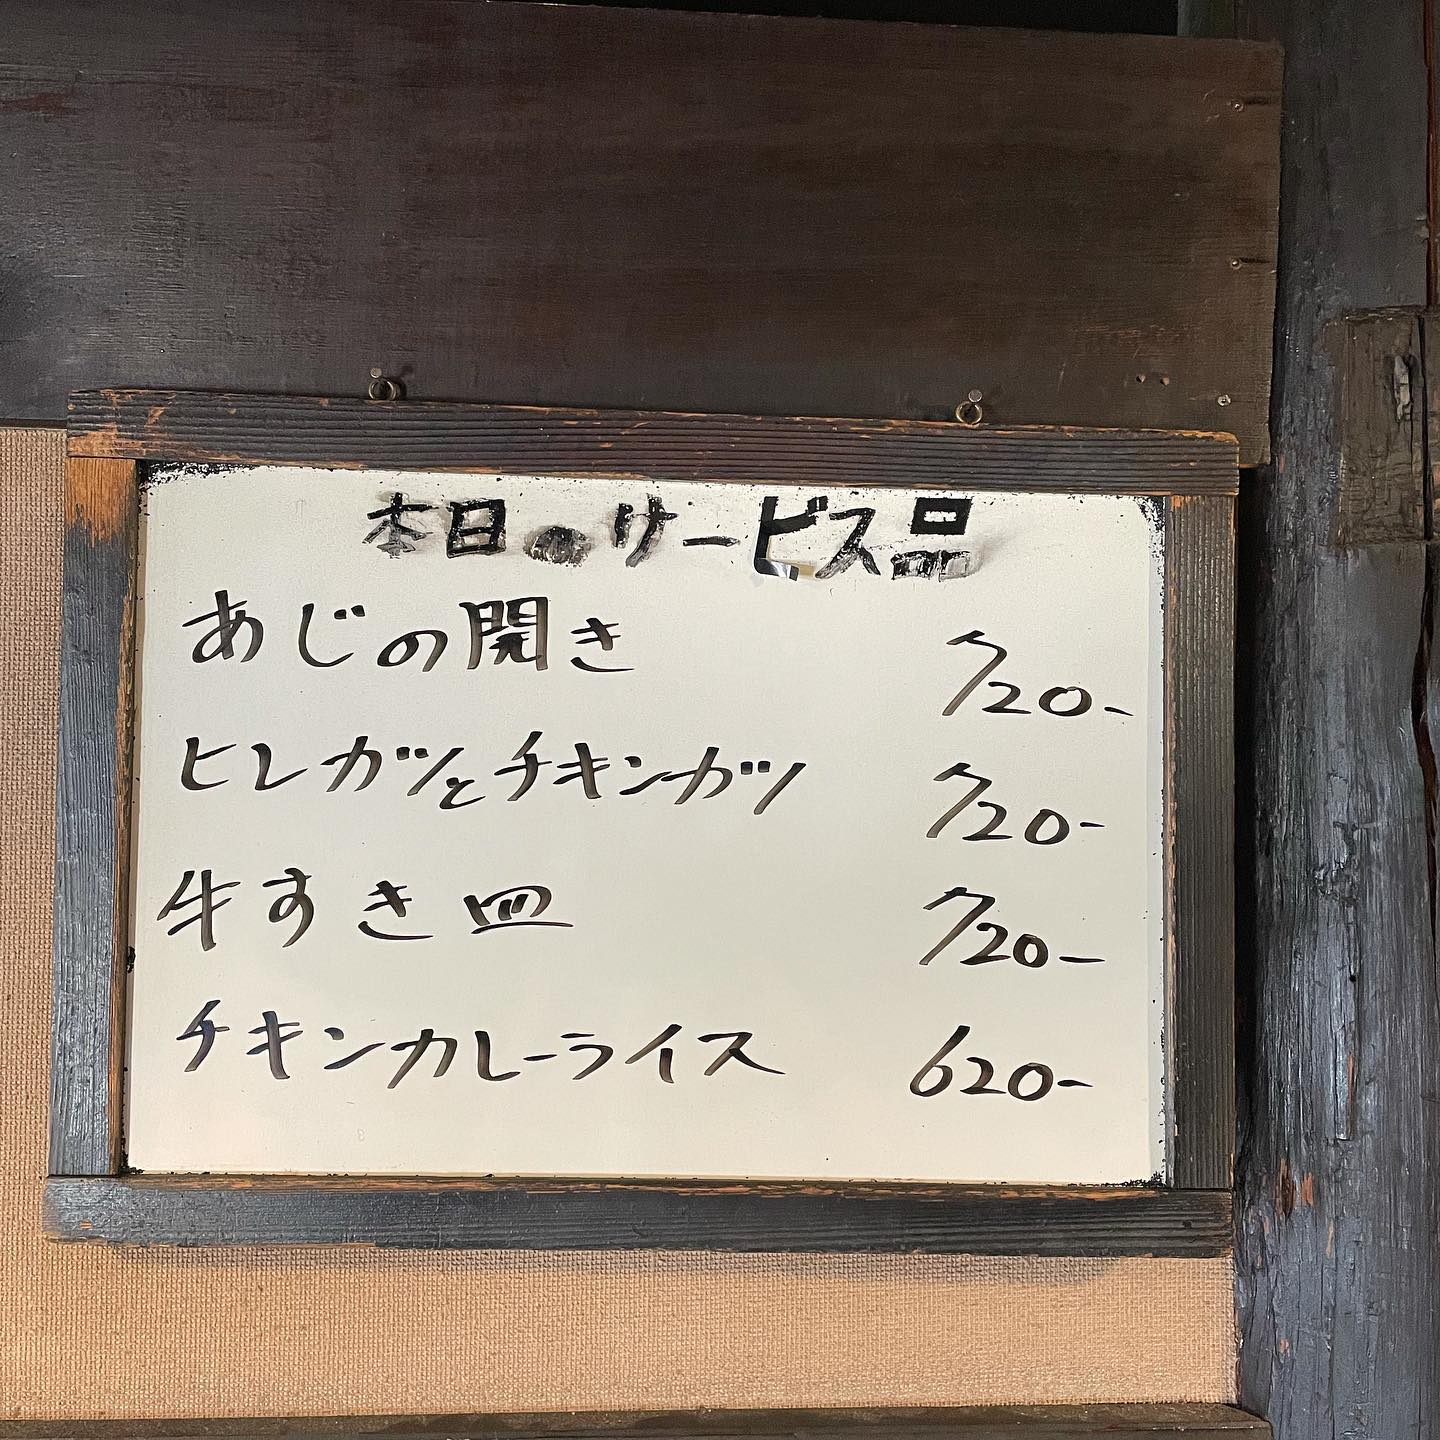 本日のサービス品
あじの開き 720-
ヒレカツとチキンカツ 720-
牛すき皿 720-
チキンカレーライス 620-